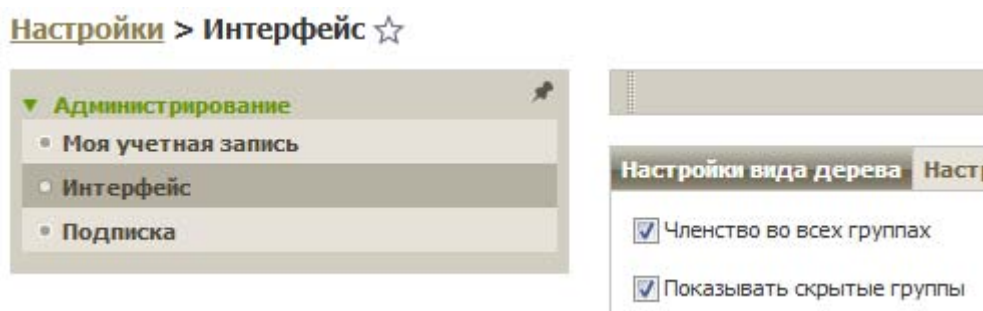 Настройки > Интерфейс
Администрирование
Моя учетная запись
Интерфейс
Подписка
Настройки вида дерева
Членство во всех группах
Показывать скрытые группы